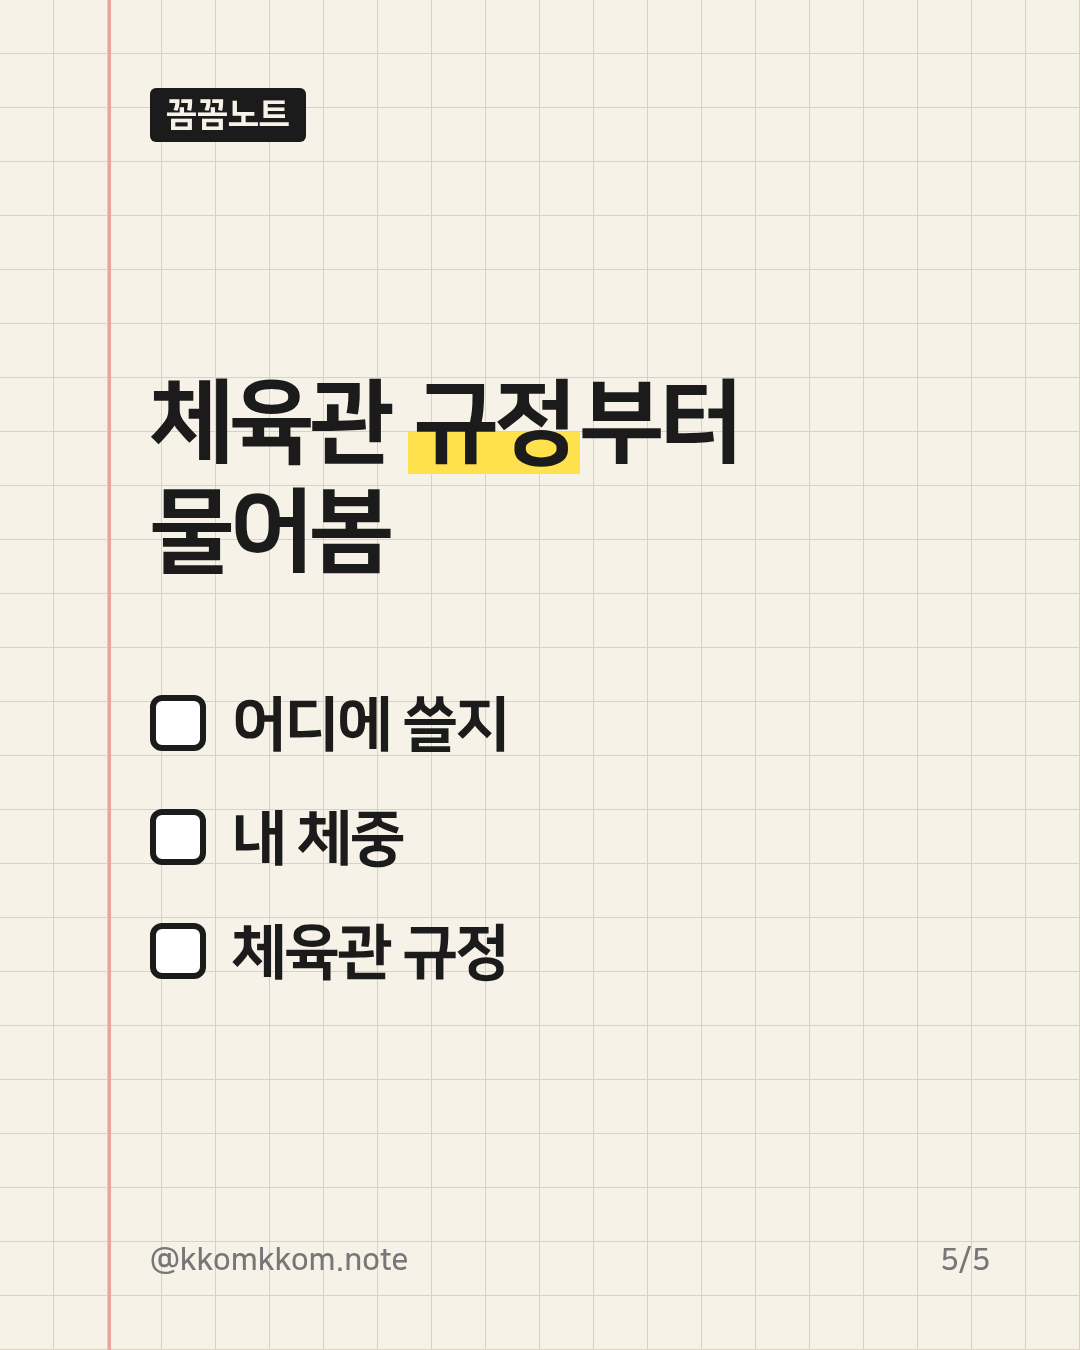 꼼꼼노트
체육관 규정부터
물어봄
어디에 쓸지
내 체중
체육관 규정
@kkomkkom.note
5/5